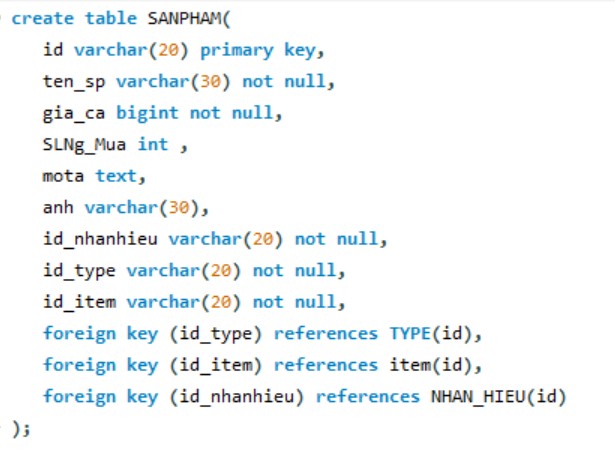 create table SANPHAM(
id varchar(20) primary key,
ten_sp varchar(30) not null,
gia_ca bigint not null,
SLNg_Mua int ,
mota text,
anh varchar(30),
id_nhanhieu varchar(20) not null,
id_type varchar(20) not null,
id_item varchar(20) not null,
foreign key (id_type) references TYPE(id),
foreign key (id_item) references item(id),
foreign key (id_nhanhieu) references NHAN_HIEU(id)
);